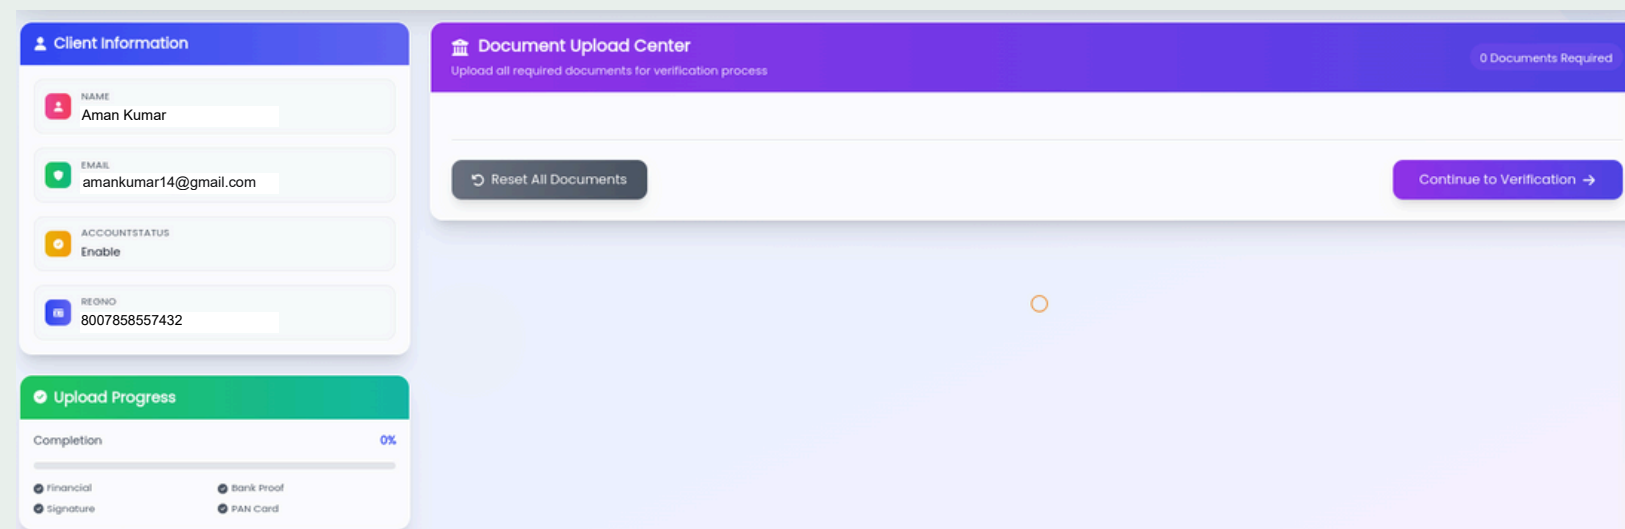 Client Information
NAME
Aman Kumar
EMAIL
amankumar14@gmail.com
ACCOUNTSTATUS
Enable
REGNO
8007858557432
Upload Progress
Completion 0%
Financial Bank Proof
Signature PAN Card
Document Upload Center
Upload all required documents for verification process
0 Documents Required
Reset All Documents Continue to Verification →